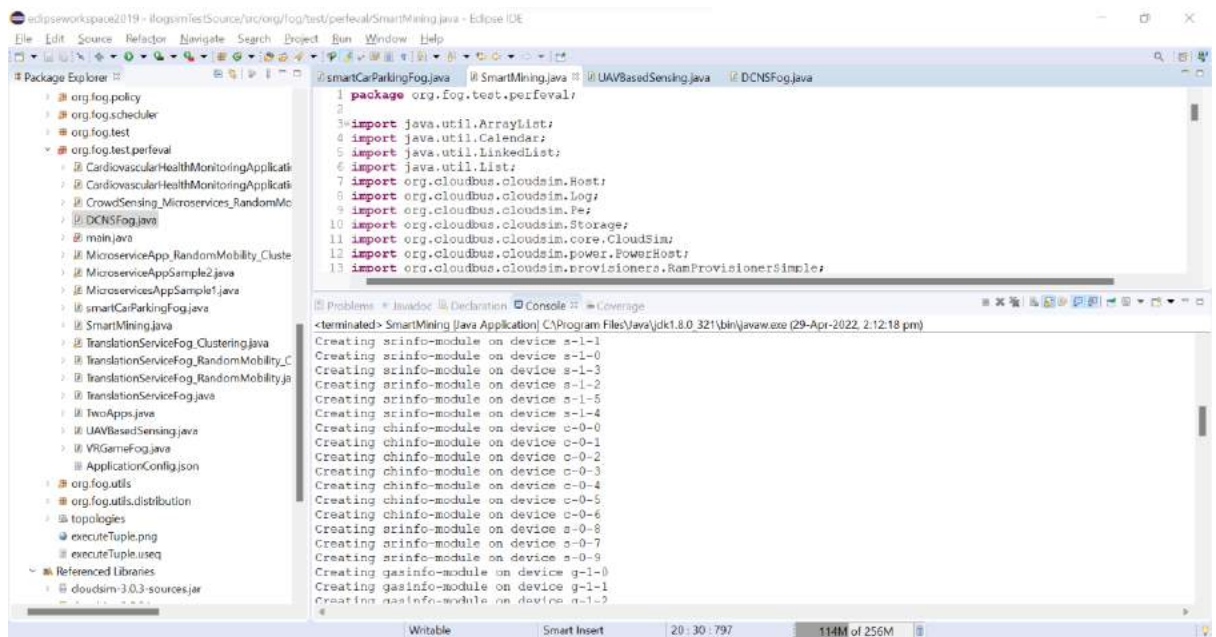 eclipseworkspace2019 - ifogsimTestSource/src/org/fog/test/perfeval/SmartMining.java - Eclipse IDE
File Edit Source Refactor Navigate Search Project Run Window Help
Package Explorer
org.fog.policy
org.fog.scheduler
org.fog.test
org.fog.test.perfeval
CardiovascularHealthMonitoringApplicati
CardiovascularHealthMonitoringApplicati
CrowdSensing_Microservices_RandomMo
DCNSFog.java
main.java
MicroserviceApp_RandomMobility_Cluste
MicroserviceAppSample2.java
MicroservicesAppSample1.java
smartCarParkingFog.java
SmartMining.java
TranslationServiceFog_Clustering.java
TranslationServiceFog_RandomMobility_C
TranslationServiceFog_RandomMobility.ja
TranslationServiceFog.java
TwoApps.java
UAVBasedSensing.java
VRGameFog.java
ApplicationConfig.json
org.fog.utils
org.fog.utils.distribution
topologies
executeTuple.png
executeTuple.useq
Referenced Libraries
cloudsim-3.0.3-sources.jar
smartCarParkingFog.java SmartMining.java UAVBasedSensing.java DCNSFog.java
1 package org.fog.test.perfeval;
2
3 import java.util.ArrayList;
4 import java.util.Calendar;
5 import java.util.LinkedList;
6 import java.util.List;
7 import org.cloudbus.cloudsim.Host;
8 import org.cloudbus.cloudsim.Log;
9 import org.cloudbus.cloudsim.Pe;
10 import org.cloudbus.cloudsim.Storage;
11 import org.cloudbus.cloudsim.core.CloudSim;
12 import org.cloudbus.cloudsim.power.PowerHost;
13 import org.cloudbus.cloudsim.provisioners.RamProvisionerSimple;
Problems Javadoc Declaration Console Coverage
<terminated> SmartMining [Java Application] C:\Program Files\Java\jdk1.8.0_321\bin\javaw.exe (29-Apr-2022, 2:12:18 pm)
Creating srinfo-module on device s-1-1
Creating srinfo-module on device s-1-0
Creating srinfo-module on device s-1-3
Creating srinfo-module on device s-1-2
Creating srinfo-module on device s-1-5
Creating srinfo-module on device s-1-4
Creating chinfo-module on device c-0-0
Creating chinfo-module on device c-0-1
Creating chinfo-module on device c-0-2
Creating chinfo-module on device c-0-3
Creating chinfo-module on device c-0-4
Creating chinfo-module on device c-0-5
Creating chinfo-module on device c-0-6
Creating srinfo-module on device s-0-8
Creating srinfo-module on device s-0-7
Creating srinfo-module on device s-0-9
Creating gasinfo-module on device g-1-0
Creating gasinfo-module on device g-1-1
Creating gasinfo-module on device g-1-2
Writable Smart Insert 20 : 30 : 797 114M of 256M